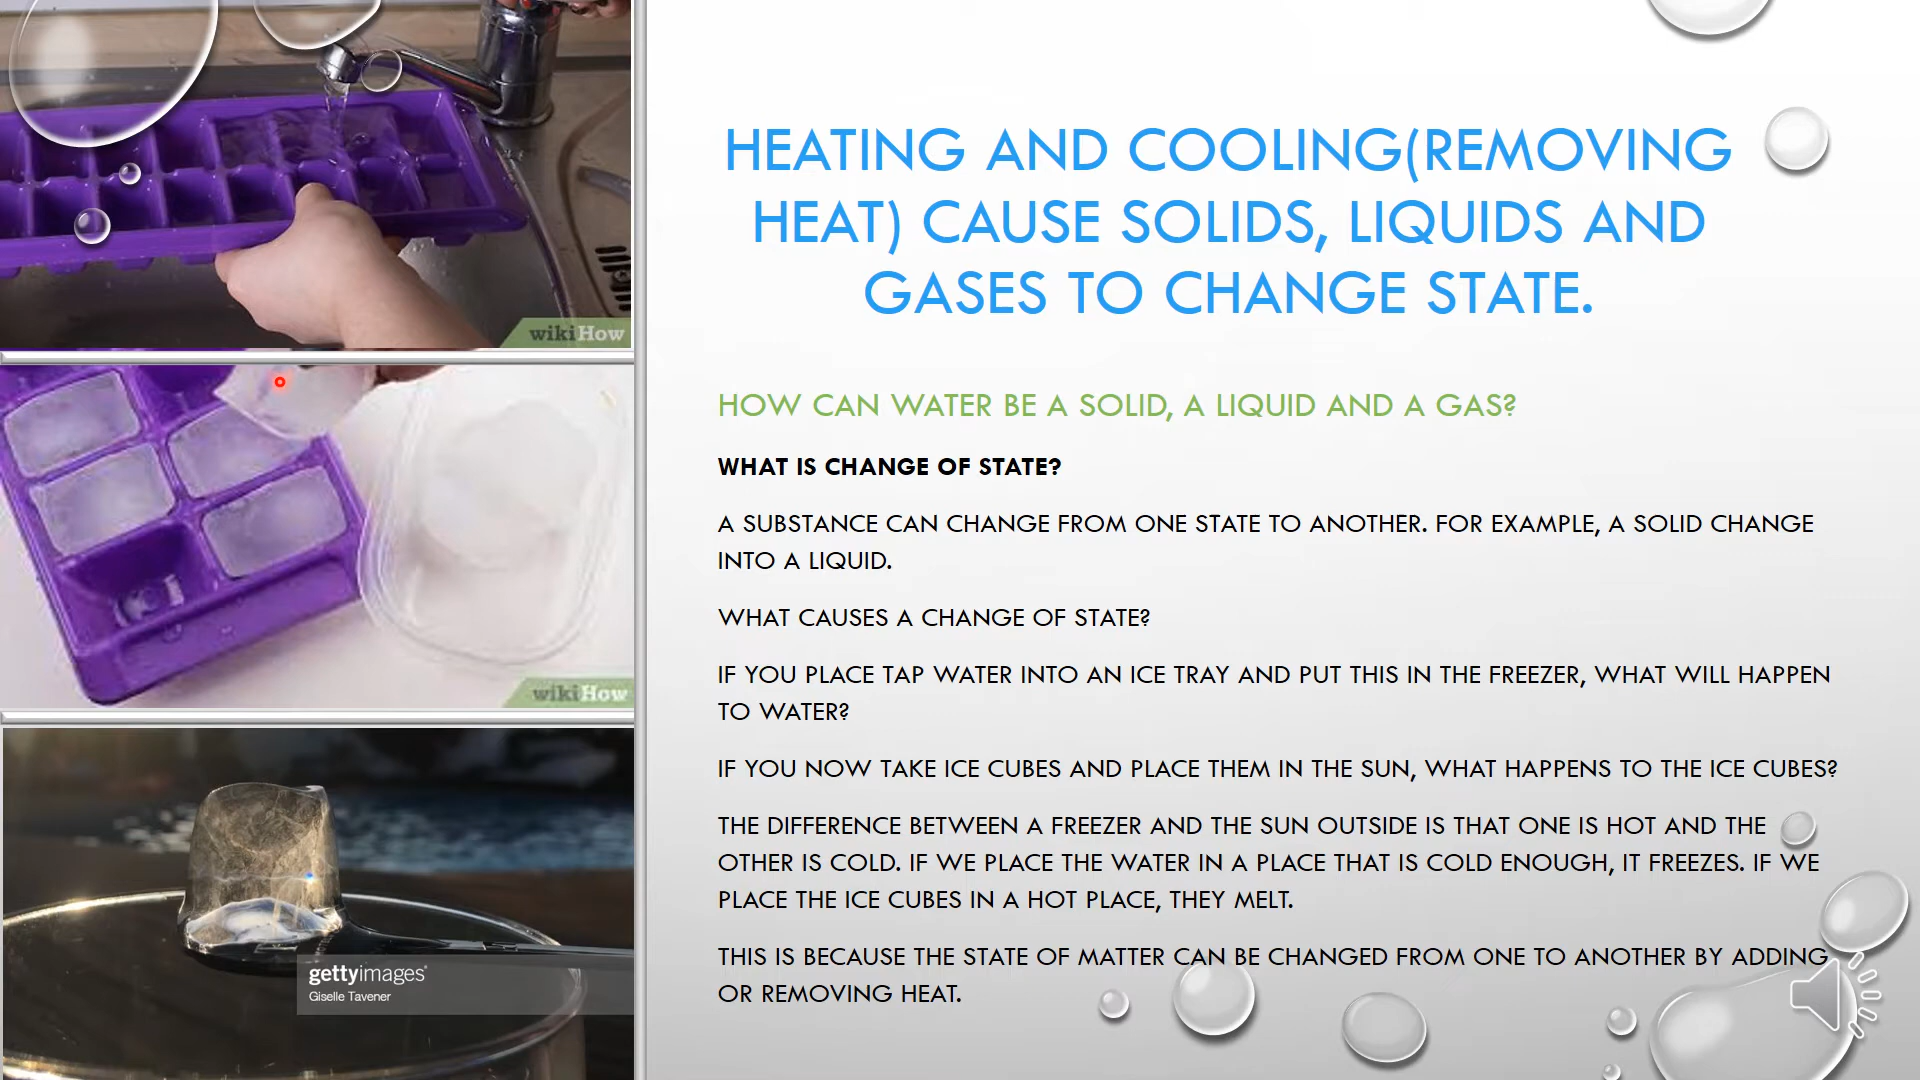 HEATING AND COOLING(REMOVING
HEAT) CAUSE SOLIDS, LIQUIDS AND
GASES TO CHANGE STATE.
HOW CAN WATER BE A SOLID, A LIQUID AND A GAS?
WHAT IS CHANGE OF STATE?
A SUBSTANCE CAN CHANGE FROM ONE STATE TO ANOTHER. FOR EXAMPLE, A SOLID CHANGE
INTO A LIQUID.
WHAT CAUSES A CHANGE OF STATE?
IF YOU PLACE TAP WATER INTO AN ICE TRAY AND PUT THIS IN THE FREEZER, WHAT WILL HAPPEN
TO WATER?
IF YOU NOW TAKE ICE CUBES AND PLACE THEM IN THE SUN, WHAT HAPPENS TO THE ICE CUBES?
THE DIFFERENCE BETWEEN A FREEZER AND THE SUN OUTSIDE IS THAT ONE IS HOT AND THE
OTHER IS COLD. IF WE PLACE THE WATER IN A PLACE THAT IS COLD ENOUGH, IT FREEZES. IF WE
PLACE THE ICE CUBES IN A HOT PLACE, THEY MELT.
THIS IS BECAUSE THE STATE OF MATTER CAN BE CHANGED FROM ONE TO ANOTHER BY ADDING
OR REMOVING HEAT.
wikiHow
wikiHow
gettyimages
Giselle Tavener